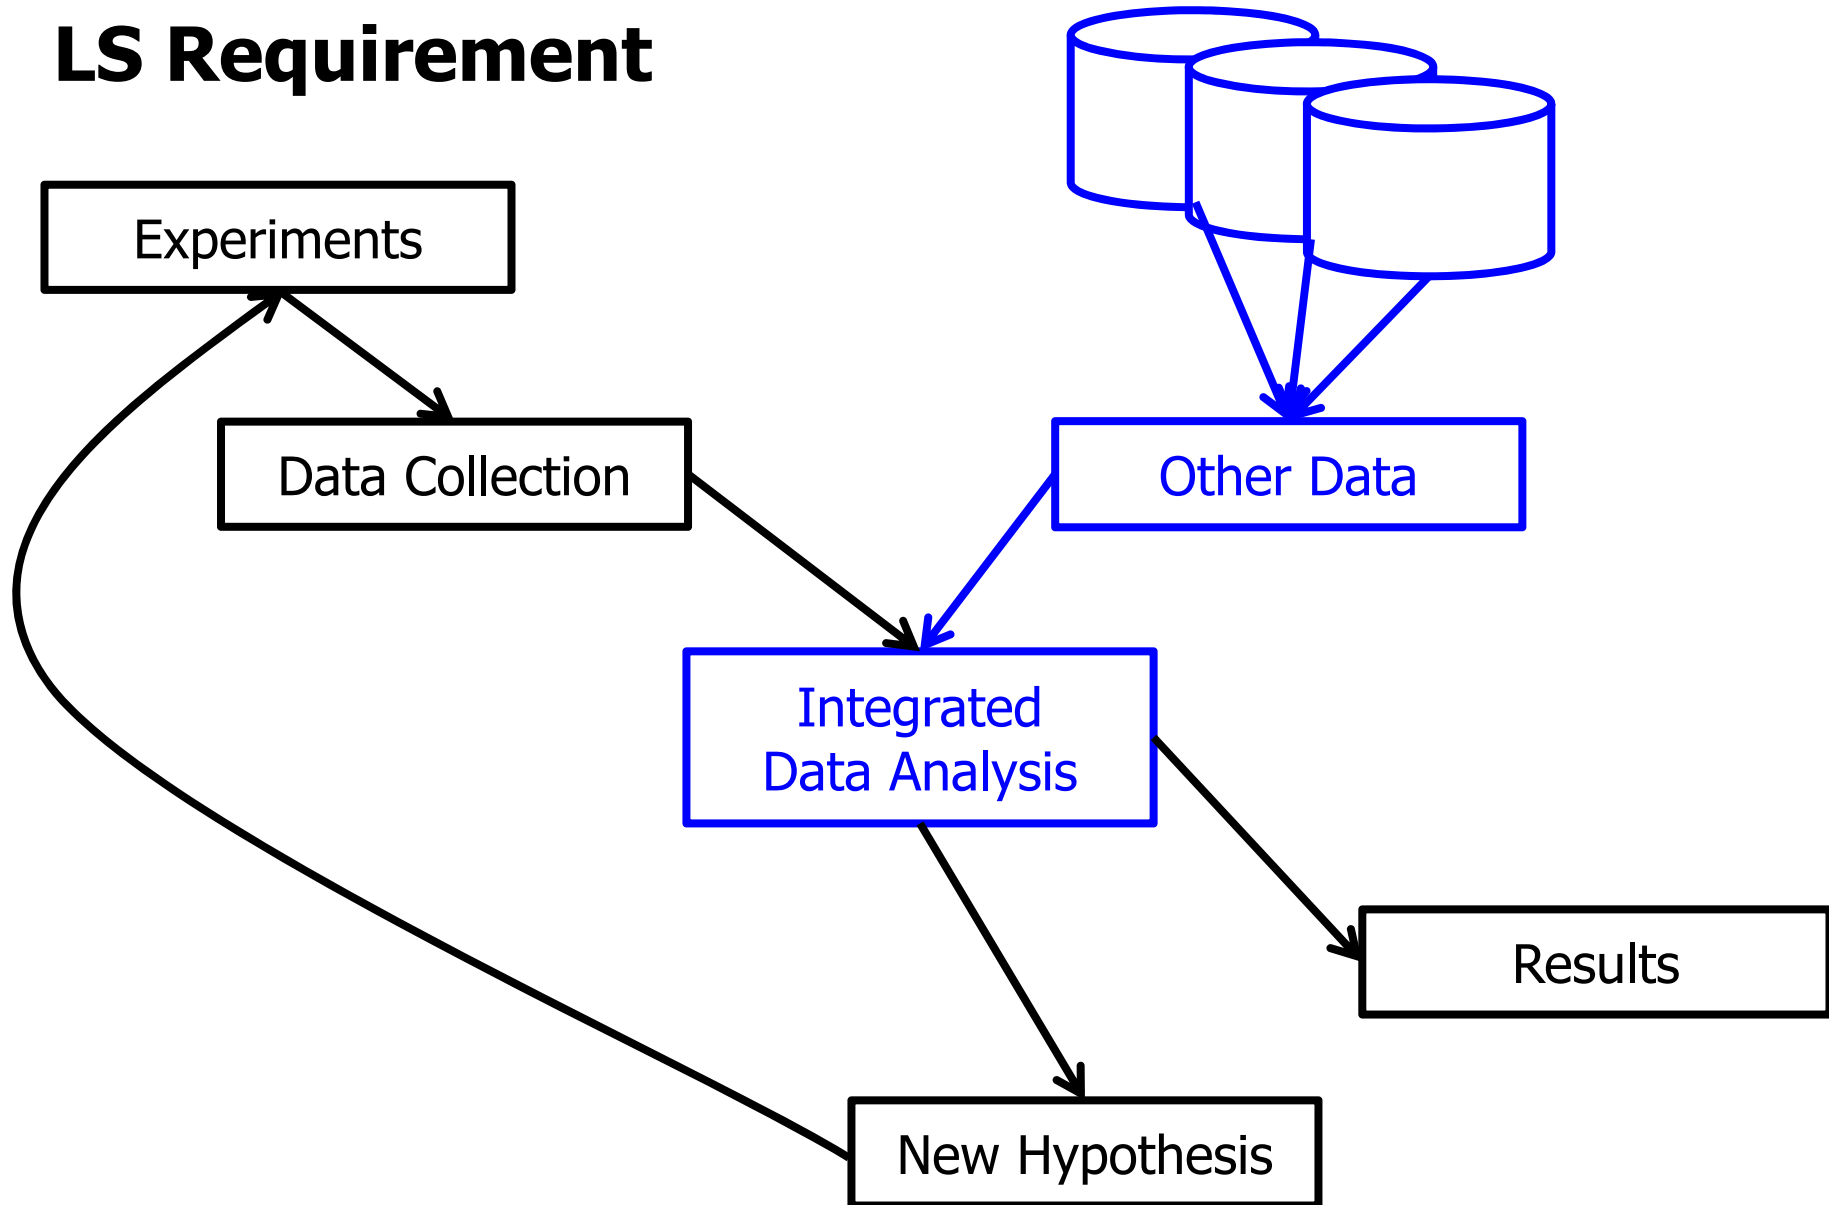 LS Requirement
Experiments
Data Collection
Other Data
Integrated
Data Analysis
Results
New Hypothesis